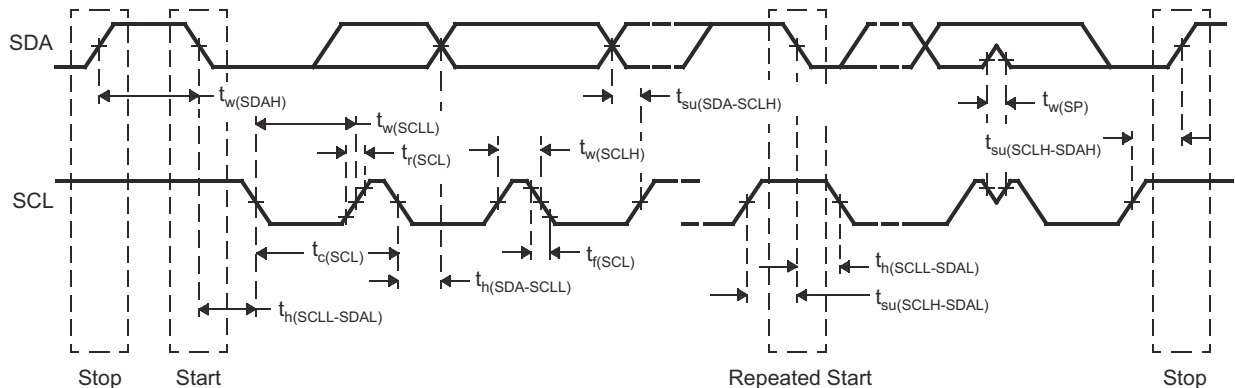 SDA
t_w(SDAH)
t_su(SDA-SCLH)
t_w(SP)
t_w(SCLL)
t_r(SCL)
t_w(SCLH)
t_su(SCLH-SDAH)
SCL
t_c(SCL)
t_f(SCL)
t_h(SDA-SCLL)
t_h(SCLL-SDAL)
t_h(SCLL-SDAL)
t_su(SCLH-SDAL)
Stop
Start
Repeated Start
Stop